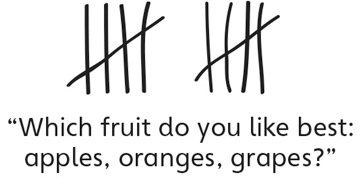 “Which fruit do you like best:
apples, oranges, grapes?”